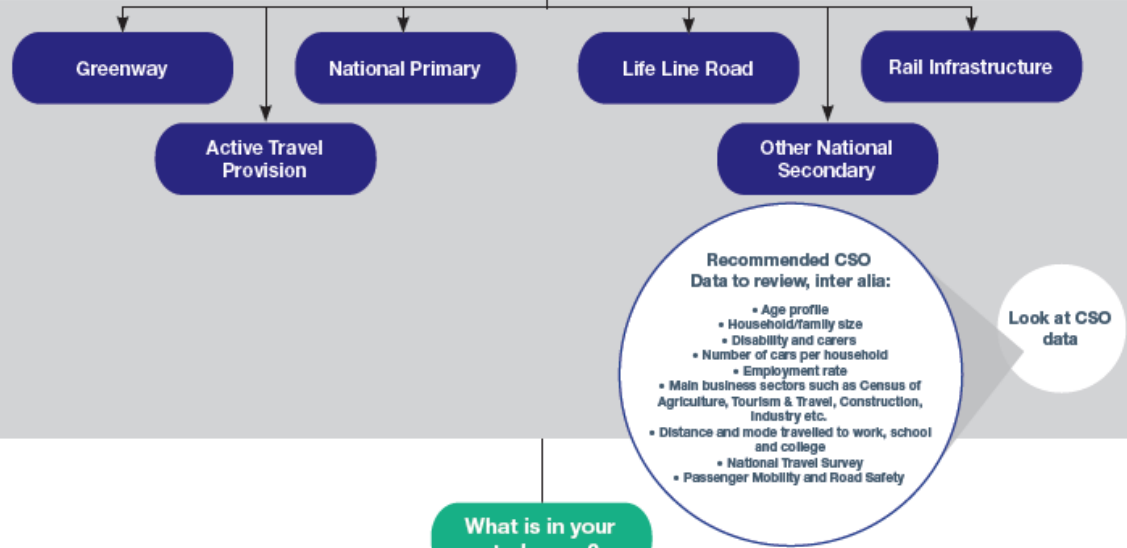 Greenway
National Primary
Life Line Road
Rail Infrastructure
Active Travel
Provision
Other National
Secondary
Recommended CSO
Data to review, inter alia:
• Age profile
• Household/family size
• Disability and carers
• Number of cars per household
• Employment rate
• Main business sectors such as Census of
Agriculture, Tourism & Travel, Construction,
Industry etc.
• Distance and mode travelled to work, school
and college
• National Travel Survey
• Passenger Mobility and Road Safety
Look at CSO
data
What is in your